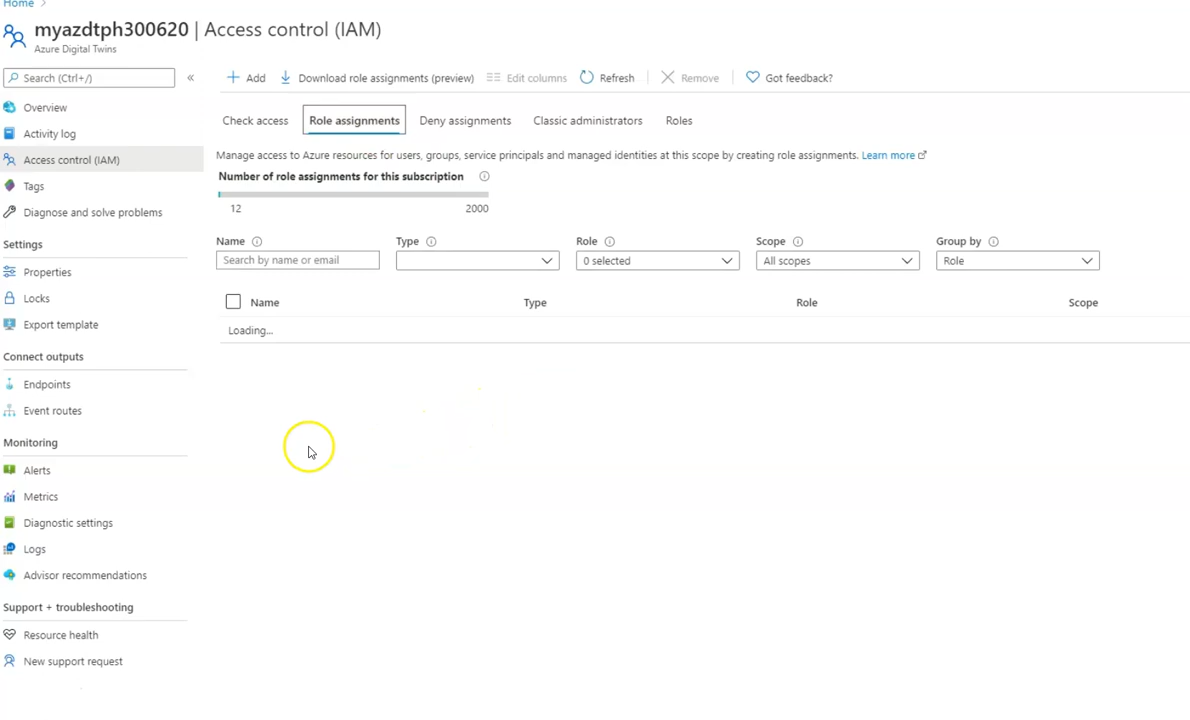 Home >
myazdtph300620 | Access control (IAM)
Azure Digital Twins
Search (Ctrl+/)
«
Add
Download role assignments (preview)
Edit columns
Refresh
Remove
Got feedback?
Overview
Activity log
Access control (IAM)
Tags
Diagnose and solve problems
Settings
Properties
Locks
Export template
Connect outputs
Endpoints
Event routes
Monitoring
Alerts
Metrics
Diagnostic settings
Logs
Advisor recommendations
Support + troubleshooting
Resource health
New support request
Check access
Role assignments
Deny assignments
Classic administrators
Roles
Manage access to Azure resources for users, groups, service principals and managed identities at this scope by creating role assignments. Learn more
Number of role assignments for this subscription
12
2000
Name
Type
Role
Scope
Group by
Search by name or email
0 selected
All scopes
Role
Name
Type
Role
Scope
Loading...